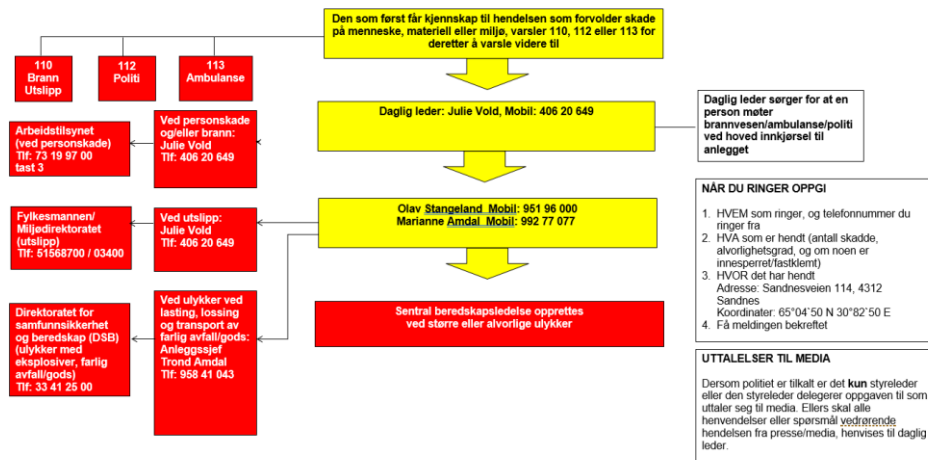 Den som først får kjennskap til hendelsen som forvolder skade
på menneske, materiell eller miljø, varsler 110, 112 eller 113 for
deretter å varsle videre til
110
Brann
Utslipp
112
Politi
113
Ambulanse
Daglig leder: Julie Vold, Mobil: 406 20 649
Daglig leder sørger for at en
person møter
brannvesen/ambulanse/politi
ved hoved innkjørsel til
anlegget
Arbeidstilsynet
(ved personskade)
Tlf: 73 19 97 00
tast 3
Ved personskade
og/eller brann:
Julie Vold
Tlf: 406 20 649
Olav Stangeland Mobil: 951 96 000
Marianne Amdal Mobil: 992 77 077
Fylkesmannen/
Miljødirektoratet
(utslipp)
Tlf: 51568700 / 03400
Ved utslipp:
Julie Vold
Tlf: 406 20 649
Sentral beredskapsledelse opprettes
ved større eller alvorlige ulykker
Direktoratet for
samfunnsikkerhet
og beredskap (DSB)
(ulykker med
eksplosiver, farlig
avfall/gods)
Tlf: 33 41 25 00
Ved ulykker ved
lasting, lossing
og transport av
farlig avfall/gods:
Anleggssjef
Trond Amdal
Tlf: 958 41 043
NÅR DU RINGER OPPGI
1. HVEM som ringer, og telefonnummer du
ringer fra
2. HVA som er hendt (antall skadde,
alvorlighetsgrad, og om noen er
innesperret/fastklemt)
3. HVOR det har hendt
Adresse: Sandnesveien 114, 4312
Sandnes
Koordinater: 65°04`50 N 30°82`50 E
4. Få meldingen bekreftet
UTTALELSER TIL MEDIA
Dersom politiet er tilkalt er det kun styreleder
eller den styreleder delegerer oppgaven til som
uttaler seg til media. Ellers skal alle
henvendelser eller spørsmål vedrørende
hendelsen fra presse/media, henvises til daglig
leder.